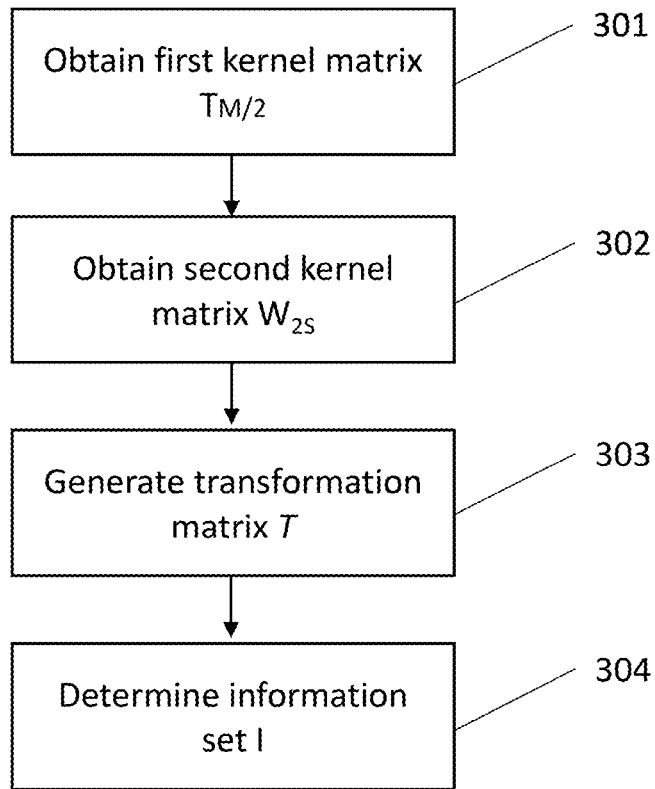 301
Obtain first kernel matrix
TM/2
302
Obtain second kernel
matrix W2S
303
Generate transformation
matrix T
304
Determine information
set I